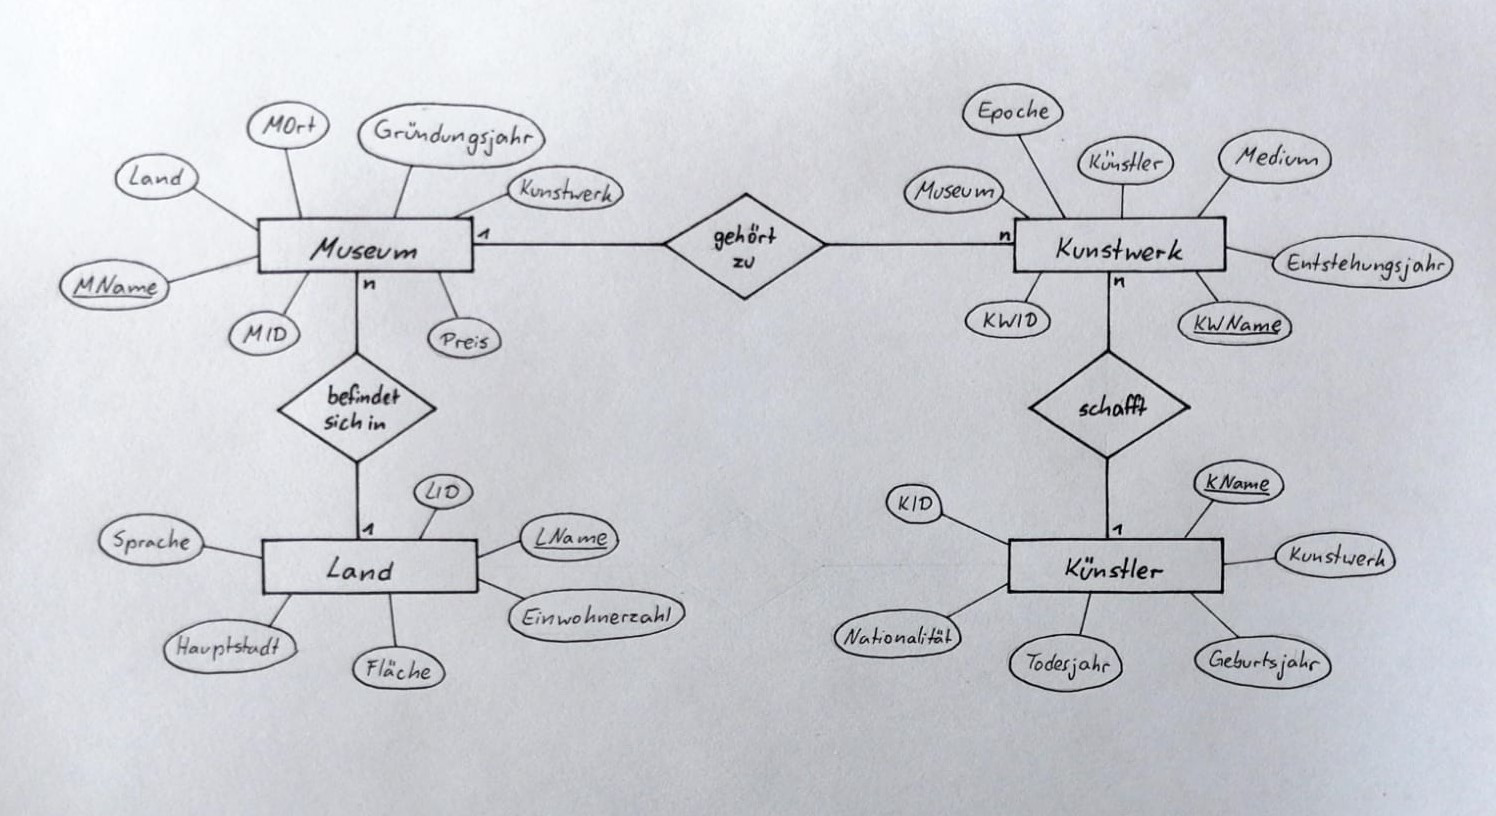 Epoche
MOrt
Gründungsjahr
Künstler
Medium
Land
Kunstwerk
Museum
Museum
1
gehört
zu
n
Kunstwerk
Entstehungsjahr
MName
n
n
MID
Preis
KWID
KWName
befindet
sich in
schafft
LID
KName
KID
1
1
Sprache
LName
Kunstwerk
Land
Künstler
Einwohnerzahl
Hauptstadt
Fläche
Nationalität
Todesjahr
Geburtsjahr